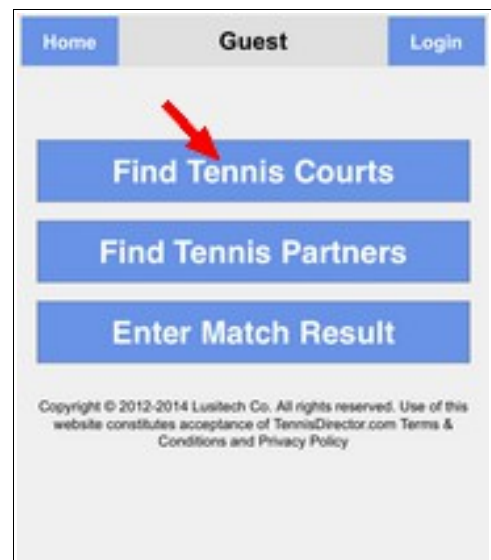 Home Guest Login
Find Tennis Courts
Find Tennis Partners
Enter Match Result
Copyright © 2012-2014 Lusitech Co. All rights reserved. Use of this
website constitutes acceptance of TennisDirector.com Terms &
Conditions and Privacy Policy